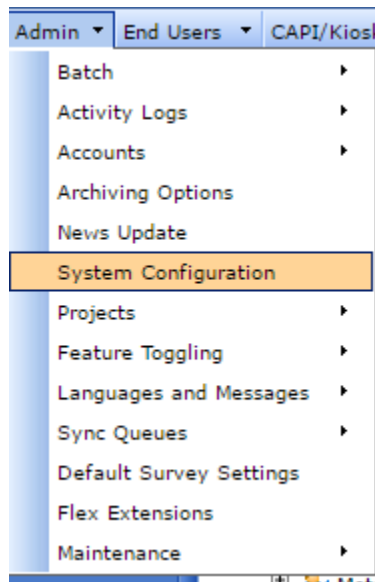 Admin End Users CAPI/Kiosk
Batch
Activity Logs
Accounts
Archiving Options
News Update
System Configuration
Projects
Feature Toggling
Languages and Messages
Sync Queues
Default Survey Settings
Flex Extensions
Maintenance